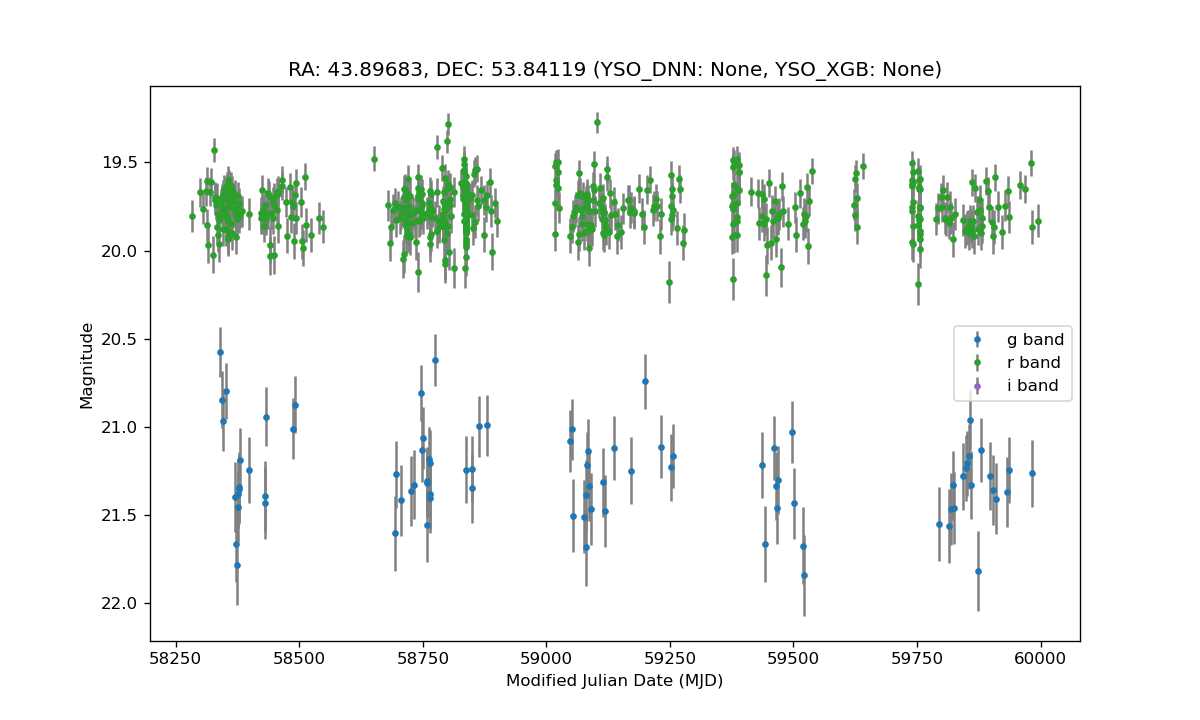 RA: 43.89683, DEC: 53.84119 (YSO_DNN: None, YSO_XGB: None)
Magnitude
19.5
20.0
20.5
21.0
21.5
22.0
g band
r band
i band
58250 58500 58750 59000 59250 59500 59750 60000
Modified Julian Date (MJD)